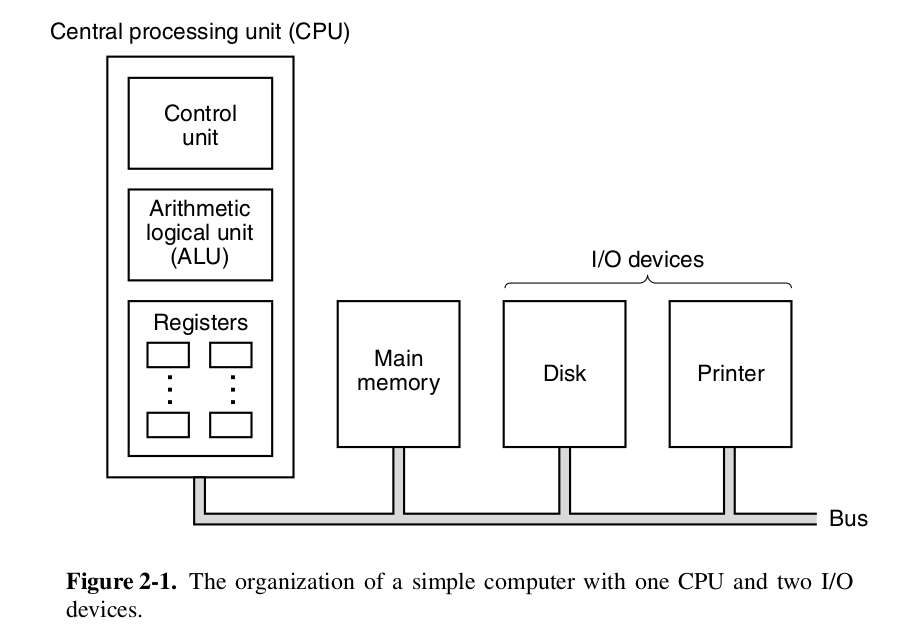 Central processing unit (CPU)
Control
unit
Arithmetic
logical unit
(ALU)
Registers
I/O devices
Main
memory
Disk
Printer
Bus
Figure 2-1. The organization of a simple computer with one CPU and two I/O
devices.